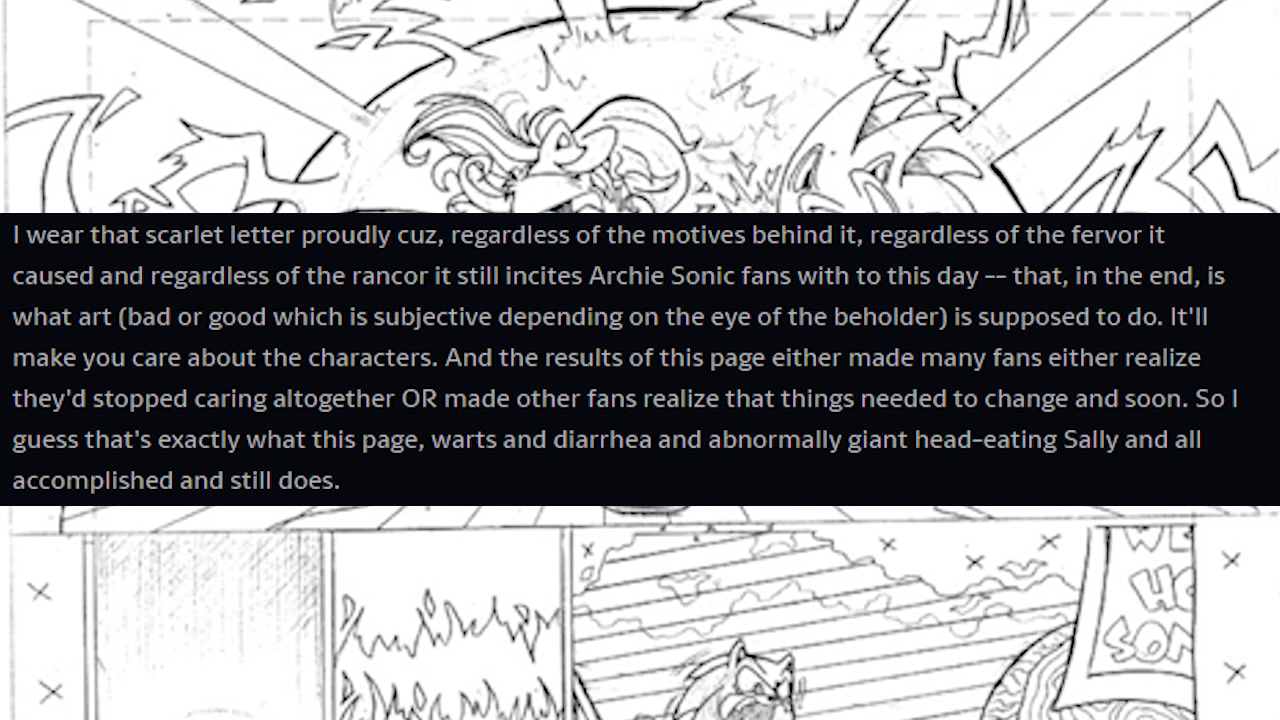 I wear that scarlet letter proudly cuz, regardless of the motives behind it, regardless of the fervor it
caused and regardless of the rancor it still incites Archie Sonic fans with to this day -- that, in the end, is
what art (bad or good which is subjective depending on the eye of the beholder) is supposed to do. It'll
make you care about the characters. And the results of this page either made many fans either realize
they'd stopped caring altogether OR made other fans realize that things needed to change and soon. So I
guess that's exactly what this page, warts and diarrhea and abnormally giant head-eating Sally and all
accomplished and still does.
WE
HO
SON